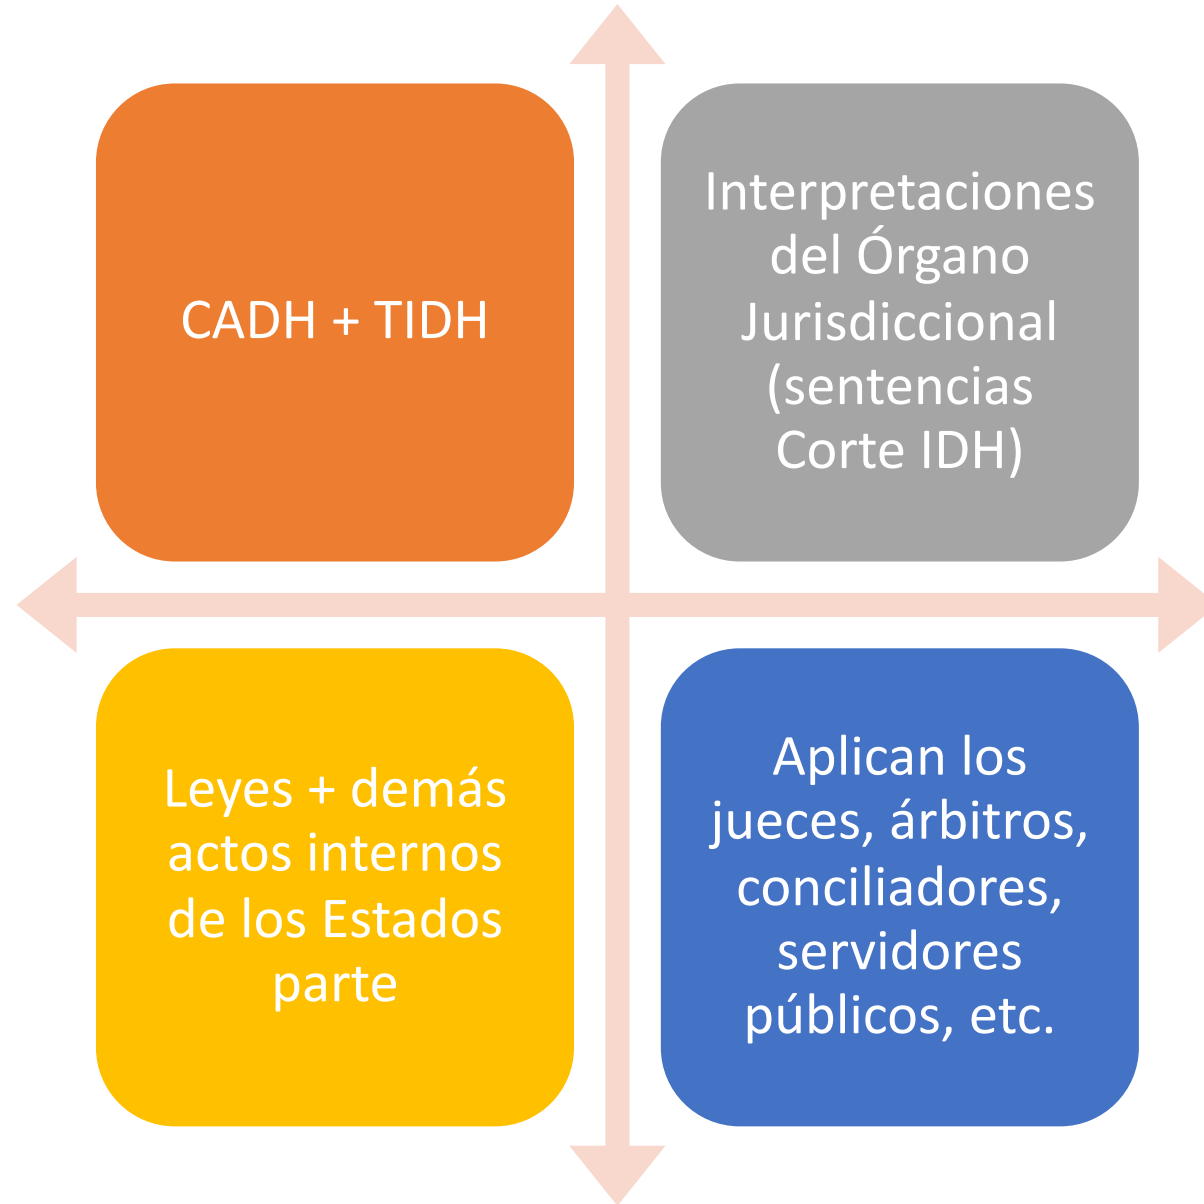 CADH + TIDH
Interpretaciones
del Órgano
Jurisdiccional
(sentencias
Corte IDH)
Leyes + demás
actos internos
de los Estados
parte
Aplican los
jueces, árbitros,
conciliadores,
servidores
públicos, etc.